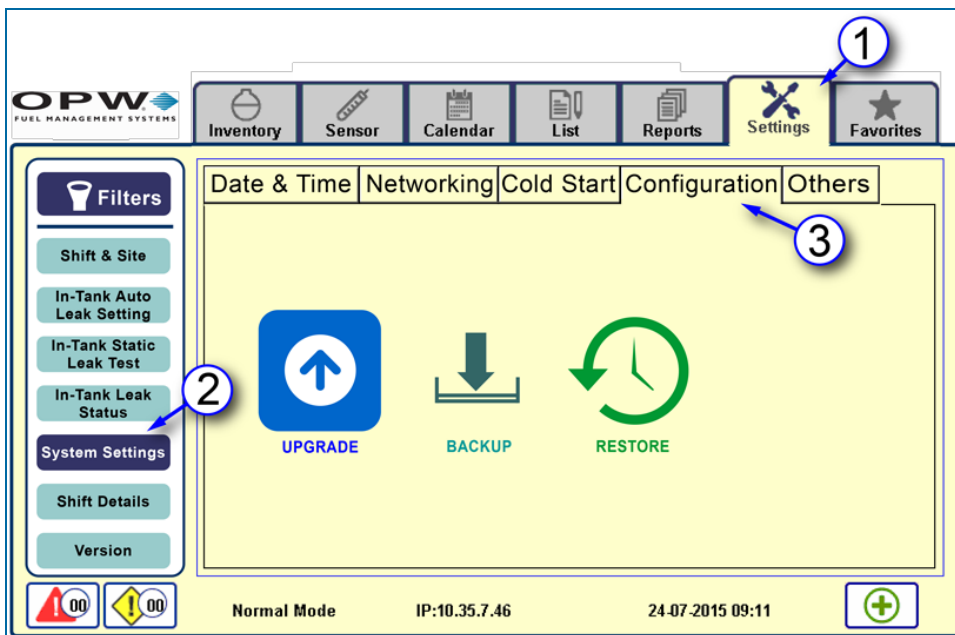 1
OPW
FUEL MANAGEMENT SYSTEMS
Inventory
Sensor
Calendar
List
Reports
Settings
Favorites
Filters
Date & Time
Networking
Cold Start
Configuration
Others
3
Shift & Site
In-Tank Auto
Leak Setting
In-Tank Static
Leak Test
In-Tank Leak
Status
2
System Settings
Shift Details
Version
UPGRADE
BACKUP
RESTORE
00
00
Normal Mode
IP:10.35.7.46
24-07-2015 09:11